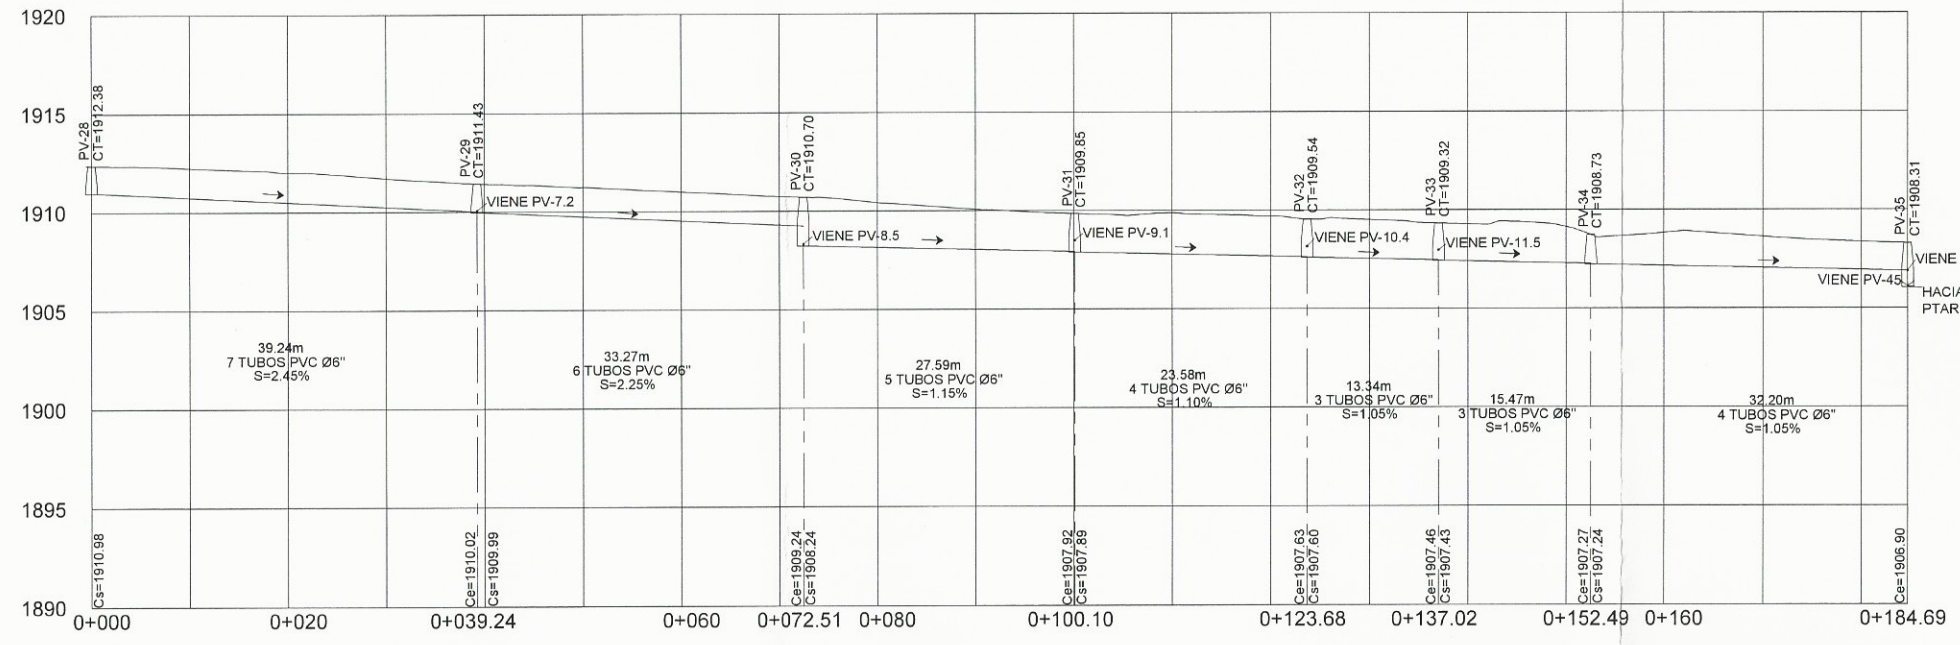 1920
1915
1910
1905
1900
1895
1890
PV-28
CT=1912.38
PV-29
CT=1911.43
PV-30
CT=1910.70
PV-31
CT=1909.85
PV-32
CT=1909.54
PV-33
CT=1909.32
PV-34
CT=1908.73
PV-35
CT=1908.31
VIENE PV-7.2
VIENE PV-8.5
VIENE PV-9.1
VIENE PV-10.4
VIENE PV-11.5
VIENE
VIENE PV-45
HACIA
PTAR
39.24m
7 TUBOS PVC Ø6"
S=2.45%
33.27m
6 TUBOS PVC Ø6"
S=2.25%
27.59m
5 TUBOS PVC Ø6"
S=1.15%
23.58m
4 TUBOS PVC Ø6"
S=1.10%
13.34m
3 TUBOS PVC Ø6"
S=1.05%
15.47m
3 TUBOS PVC Ø6"
S=1.05%
32.20m
4 TUBOS PVC Ø6"
S=1.05%
Cs=1910.98
Ce=1910.02
Cs=1909.99
Ce=1909.24
Cs=1908.24
Ce=1907.92
Cs=1907.89
Ce=1907.63
Cs=1907.60
Ce=1907.46
Cs=1907.43
Ce=1907.27
Cs=1907.24
Ce=1906.90
0+000
0+020
0+039.24
0+060
0+072.51
0+080
0+100.10
0+123.68
0+137.02
0+152.49
0+160
0+184.69